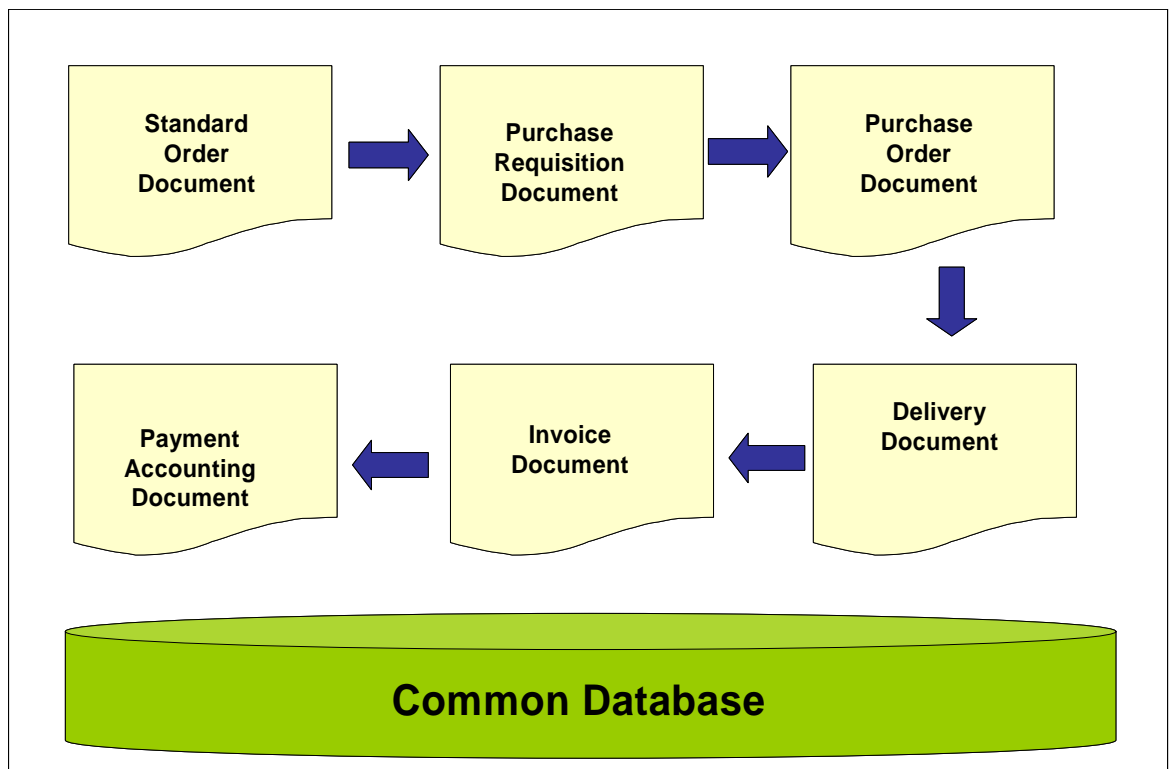 Standard
Order
Document
Purchase
Requisition
Document
Purchase
Order
Document
Delivery
Document
Invoice
Document
Payment
Accounting
Document
Common Database